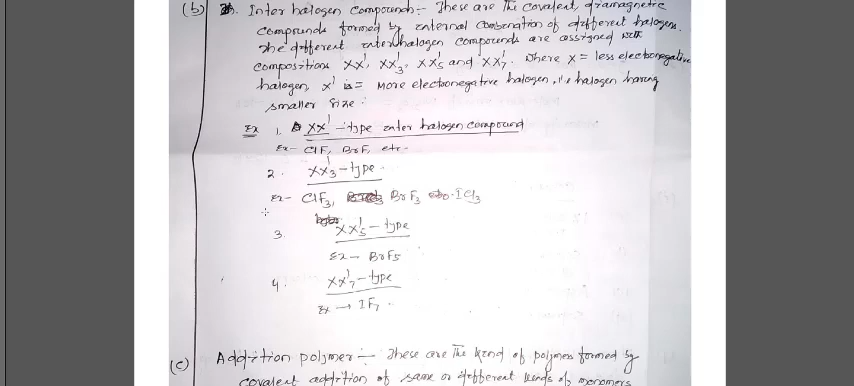 (b) Inter halogen compounds :- These are the covalent, diamagnetic
compounds formed by internal combination of different halogens.
The different interhalogen compounds are assigned with
compositions XX', XX'3, XX'5 and XX'7. Where X = less electronegative
halogen, X' is = More electronegative halogen, i.e halogen having
smaller size.
Ex 1. XX' - type inter halogen compound
Ex - ClF, BrF, etc -
2. XX'3 - type.
Ex - ClF3, BrF3 ICl3
3. XX'5 - type
Ex - BrF5
4. XX'7 - type
Ex → IF7.
(c) Addition polymer :- These are the kind of polymers formed by
covalent addition of same or different kinds of monomers